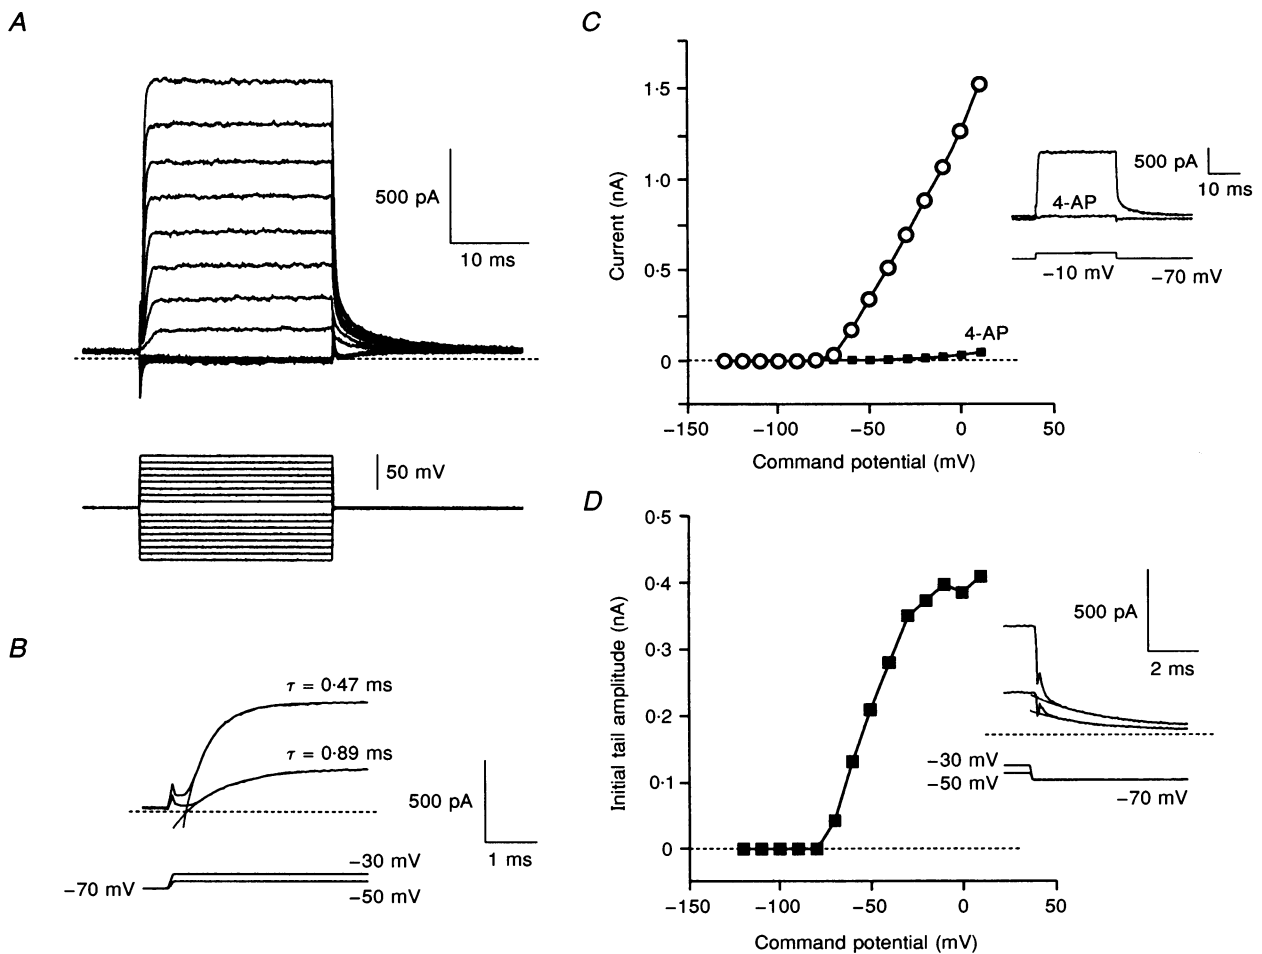 A
500 pA
10 ms
50 mV
B
τ = 0·47 ms
τ = 0·89 ms
500 pA
1 ms
−30 mV
−70 mV
−50 mV
C
1·5
1·0
0·5
0
Current (nA)
4-AP
−150
−100
−50
0
50
Command potential (mV)
500 pA
10 ms
4-AP
−10 mV
−70 mV
D
0·5
0·4
0·3
0·2
0·1
0
Initial tail amplitude (nA)
−150
−100
−50
0
50
Command potential (mV)
500 pA
2 ms
−30 mV
−50 mV
−70 mV